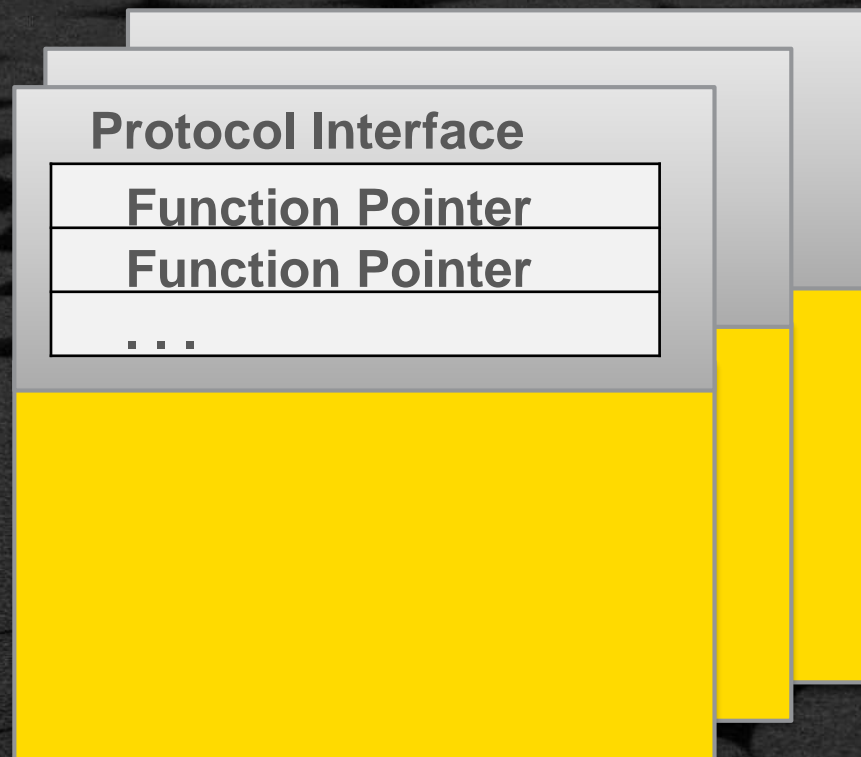 Protocol Interface
Function Pointer
Function Pointer
. . .